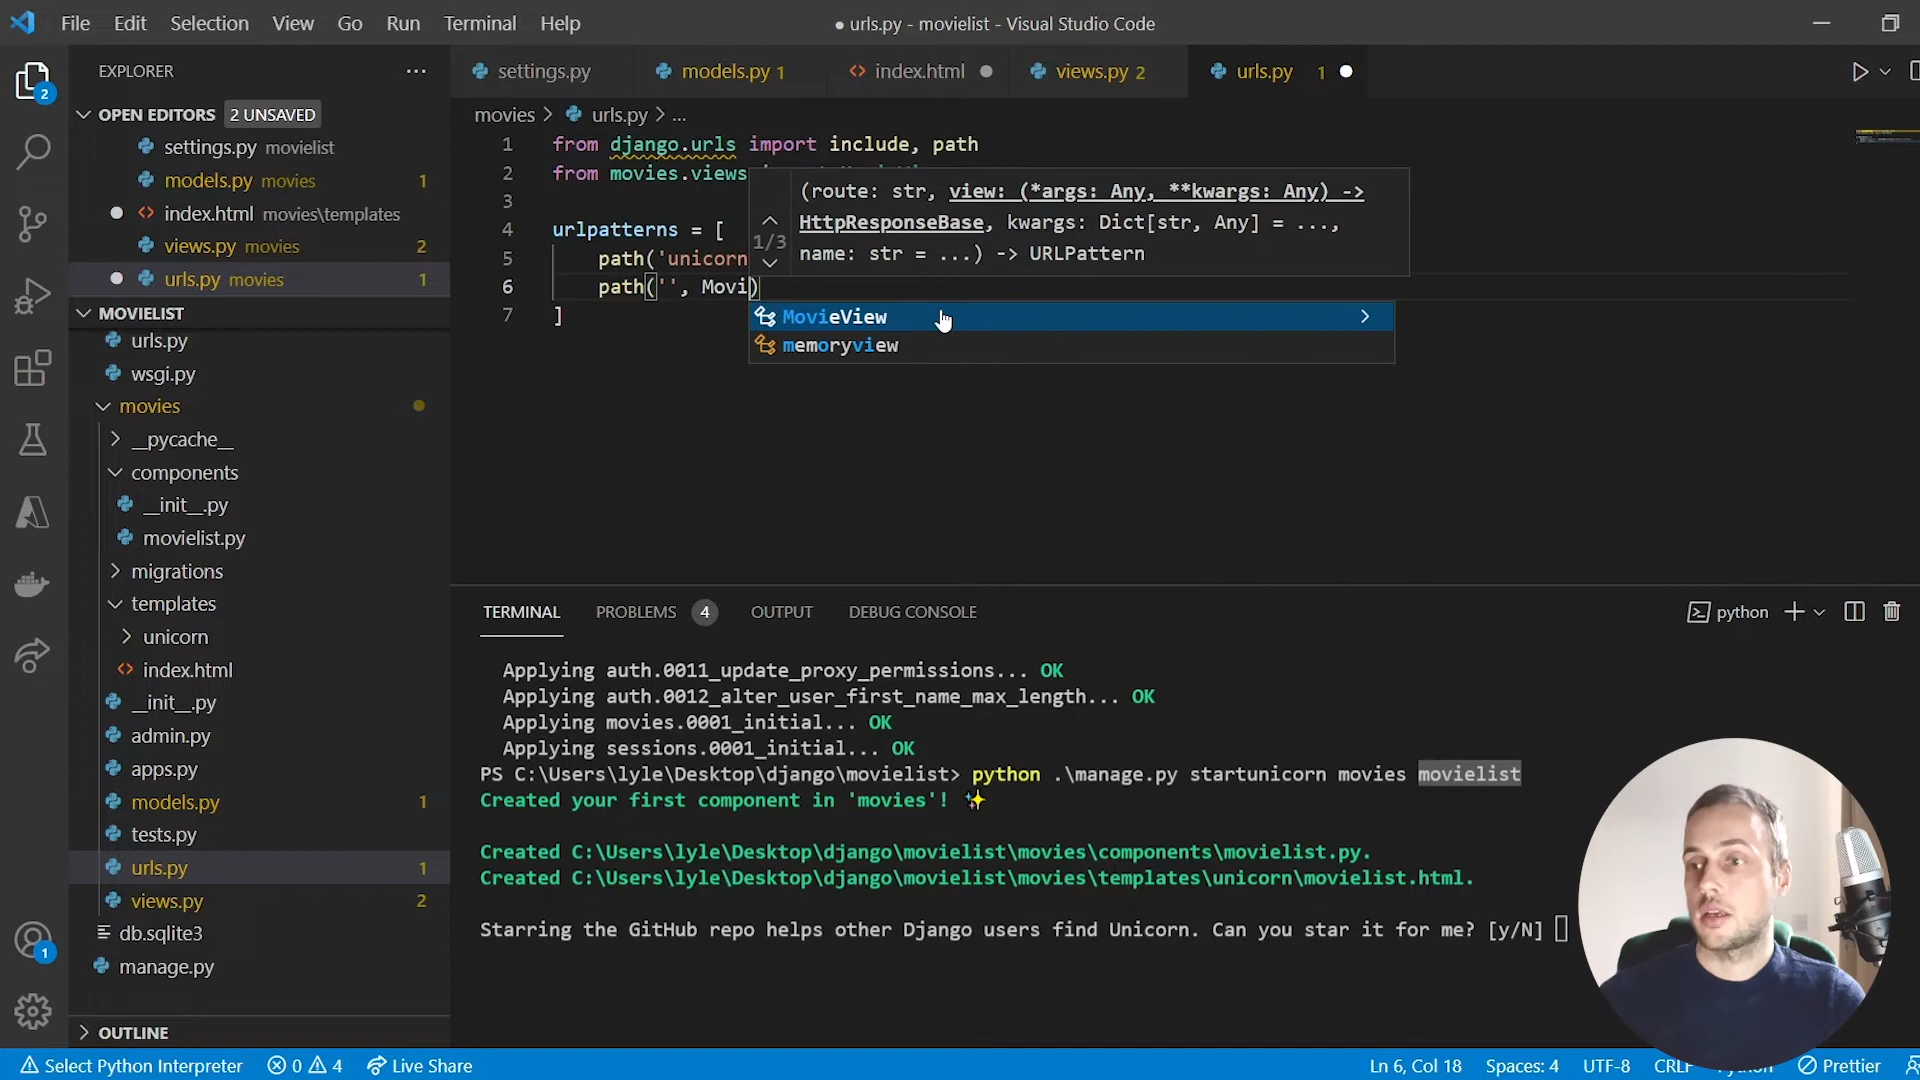 File Edit Selection View Go Run Terminal Help
● urls.py - movielist - Visual Studio Code
EXPLORER
2
OPEN EDITORS 2 UNSAVED
settings.py movielist
models.py movies 1
index.html movies\templates
views.py movies 2
urls.py movies 1
MOVIELIST
urls.py
wsgi.py
movies
__pycache__
components
__init__.py
movielist.py
migrations
templates
unicorn
index.html
__init__.py
admin.py
apps.py
models.py 1
tests.py
urls.py 1
views.py 2
db.sqlite3
manage.py
1
OUTLINE
settings.py models.py 1 index.html views.py 2 urls.py 1
movies > urls.py > ...
1 from django.urls import include, path
2 from movies.views
3
4 urlpatterns = [
5 path('unicorn
6 path('', Movi)
7 ]
(route: str, view: (*args: Any, **kwargs: Any) ->
HttpResponseBase, kwargs: Dict[str, Any] = ...,
1/3
name: str = ...) -> URLPattern
MovieView
memoryview
TERMINAL PROBLEMS 4 OUTPUT DEBUG CONSOLE
python
Applying auth.0011_update_proxy_permissions... OK
Applying auth.0012_alter_user_first_name_max_length... OK
Applying movies.0001_initial... OK
Applying sessions.0001_initial... OK
PS C:\Users\lyle\Desktop\django\movielist> python .\manage.py startunicorn movies movielist
Created your first component in 'movies'! ✨
Created C:\Users\lyle\Desktop\django\movielist\movies\components\movielist.py.
Created C:\Users\lyle\Desktop\django\movielist\movies\templates\unicorn\movielist.html.
Starring the GitHub repo helps other Django users find Unicorn. Can you star it for me? [y/N]
Select Python Interpreter 0 4 Live Share
Ln 6, Col 18 Spaces: 4 UTF-8 CRLF Python Prettier